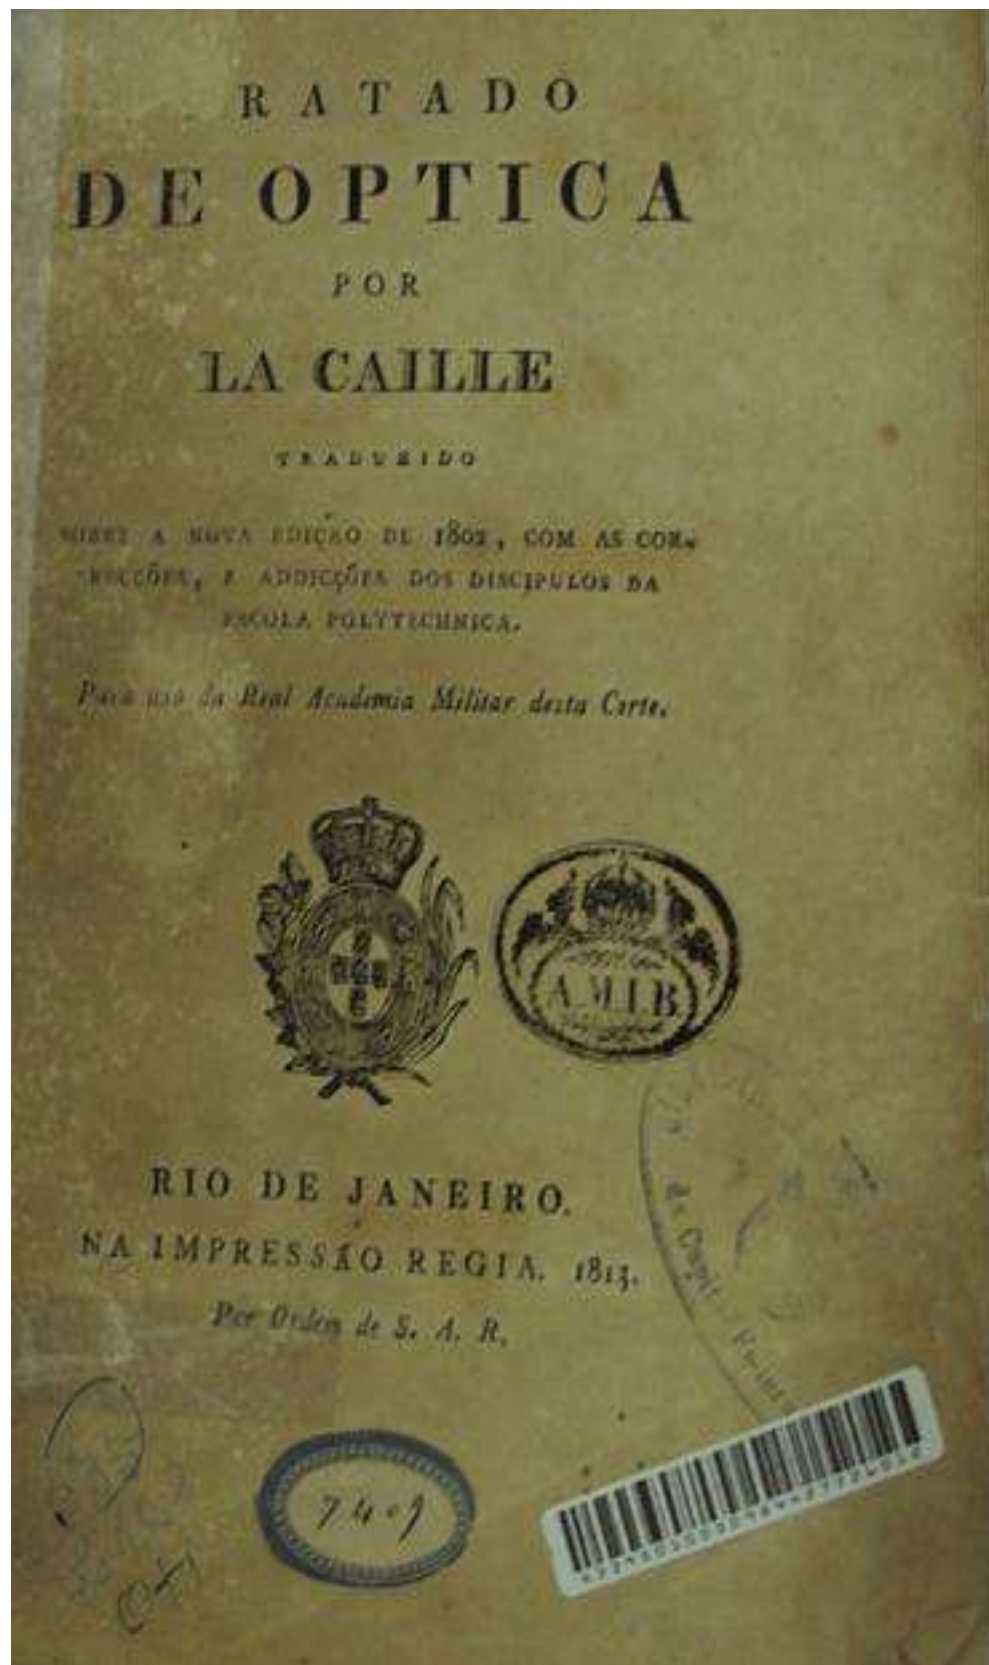 RATADO
DE OPTICA
POR
LA CAILLE
TRADUZIDO
SOBRE A NOVA EDIÇÃO DE 1802, COM AS COR-
RECÇÕES, E ADDICÇÕES DOS DISCIPULOS DA
ESCOLA POLYTECHNICA.
Para uso da Real Academia Militar desta Corte.
A.M.I.B
RIO DE JANEIRO.
NA IMPRESSÃO REGIA. 1813.
Por Ordem de S. A. R.
7401